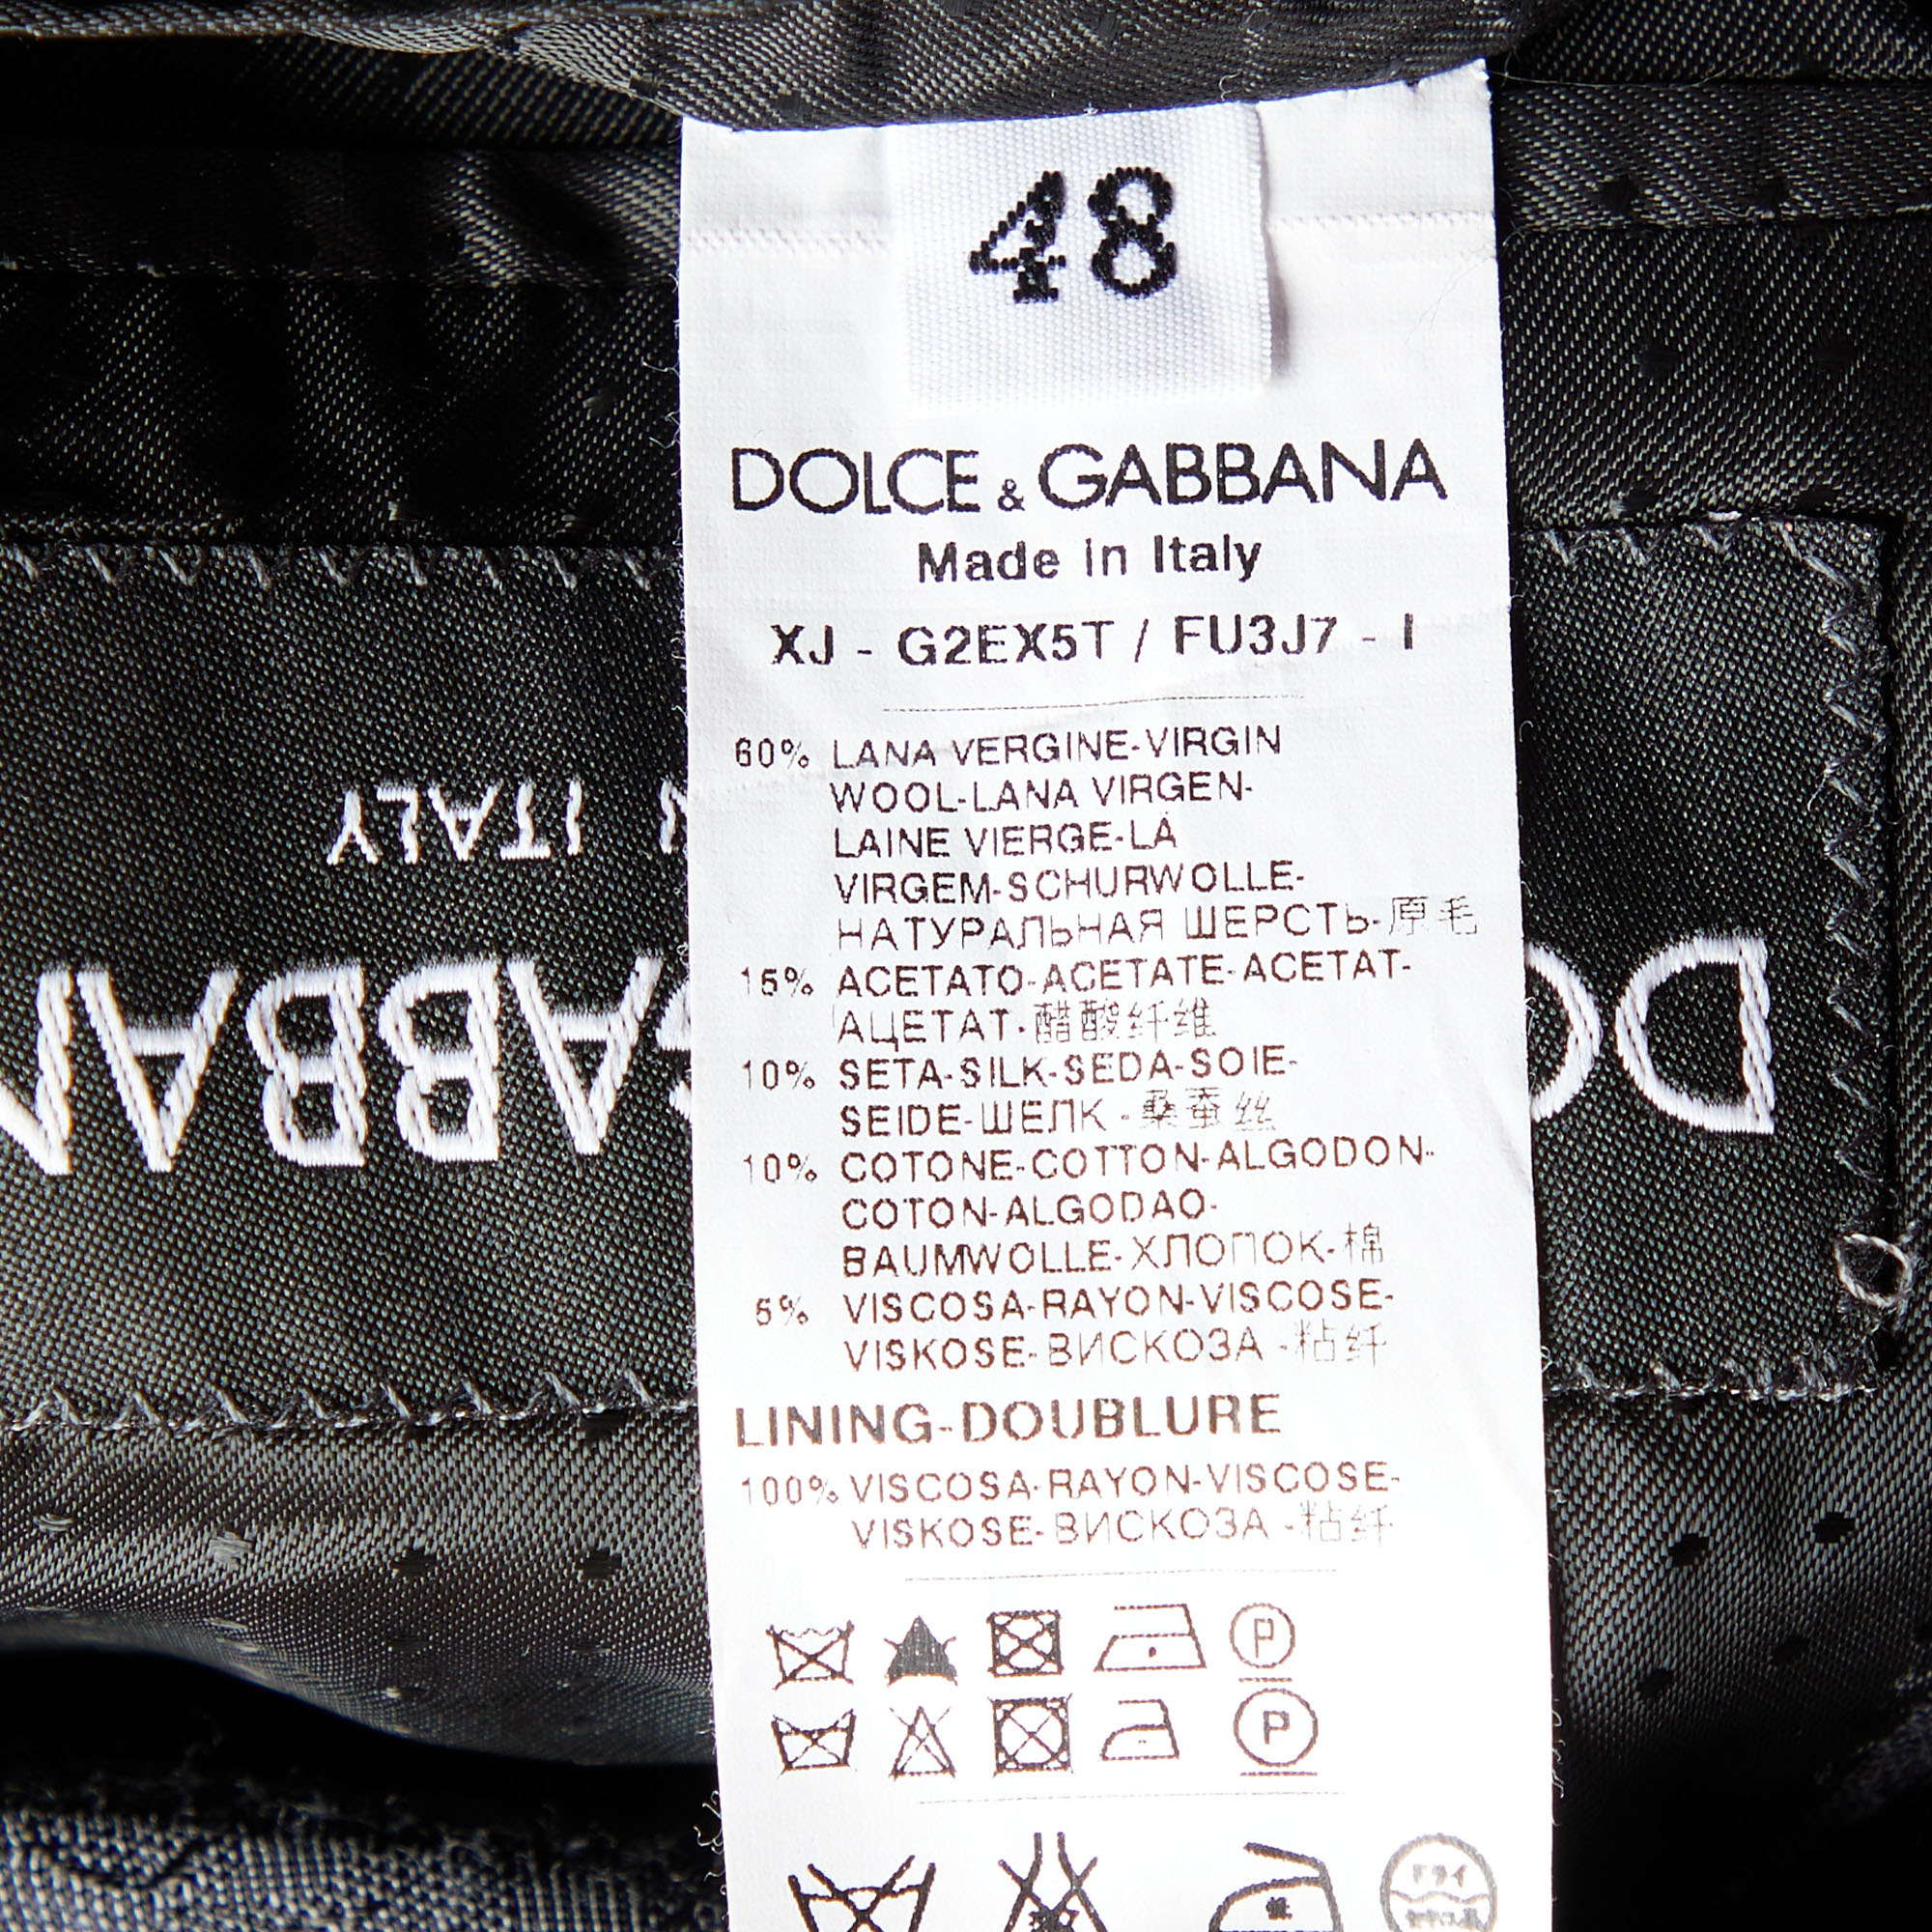 48
DOLCE & GABBANA
Made in Italy
XJ - G2EX5T / FU3J7 - I
60% LANA VERGINE-VIRGIN
WOOL-LANA VIRGEN-
LAINE VIERGE-LÃ
VIRGEM-SCHURWOLLE-
НАТУРАЛЬНАЯ ШЕРСТЬ-原毛
15% ACETATO-ACETATE-ACETAT-
АЦЕТАТ-醋酸纤维
10% SETA-SILK-SEDA-SOIE-
SEIDE-ШЕЛК-桑蚕丝
10% COTONE-COTTON-ALGODON-
COTON-ALGODAO-
BAUMWOLLE-ХЛОПОК-棉
5% VISCOSA-RAYON-VISCOSE-
VISKOSE-ВИСКОЗА-粘纤
LINING-DOUBLURE
100% VISCOSA-RAYON-VISCOSE-
VISKOSE-ВИСКОЗА-粘纤
P
P
ドライ
DO
GABBAN
ITALY